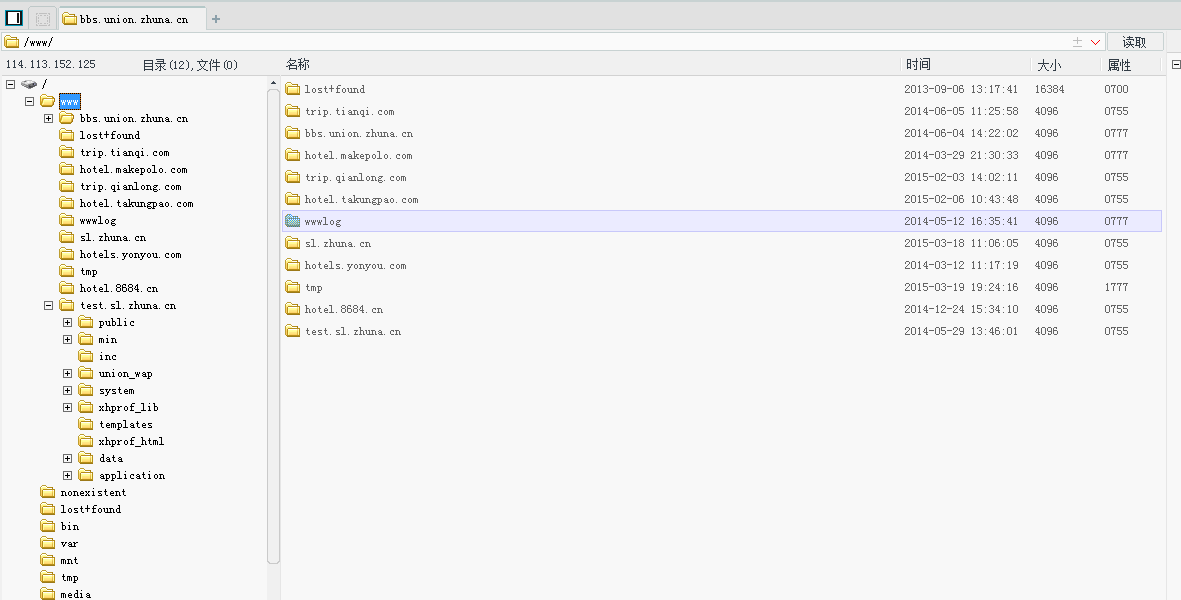 bbs.union.zhuna.cn
/www/
读取
114.113.152.125 目录(12),文件(0) 名称 时间 大小 属性
/
www
bbs.union.zhuna.cn
lost+found
trip.tianqi.com
hotel.makepolo.com
trip.qianlong.com
hotel.takungpao.com
wwwlog
sl.zhuna.cn
hotels.yonyou.com
tmp
hotel.8684.cn
test.sl.zhuna.cn
public
min
inc
union_wap
system
xhprof_lib
templates
xhprof_html
data
application
nonexistent
lost+found
bin
var
mnt
tmp
media
lost+found 2013-09-06 13:17:41 16384 0700
trip.tianqi.com 2014-06-05 11:25:58 4096 0755
bbs.union.zhuna.cn 2014-06-04 14:22:02 4096 0777
hotel.makepolo.com 2014-03-29 21:30:33 4096 0777
trip.qianlong.com 2015-02-03 14:02:11 4096 0755
hotel.takungpao.com 2015-02-06 10:43:48 4096 0755
wwwlog 2014-05-12 16:35:41 4096 0777
sl.zhuna.cn 2015-03-18 11:06:05 4096 0755
hotels.yonyou.com 2014-03-12 11:17:19 4096 0755
tmp 2015-03-19 19:24:16 4096 1777
hotel.8684.cn 2014-12-24 15:34:10 4096 0755
test.sl.zhuna.cn 2014-05-29 13:46:01 4096 0755